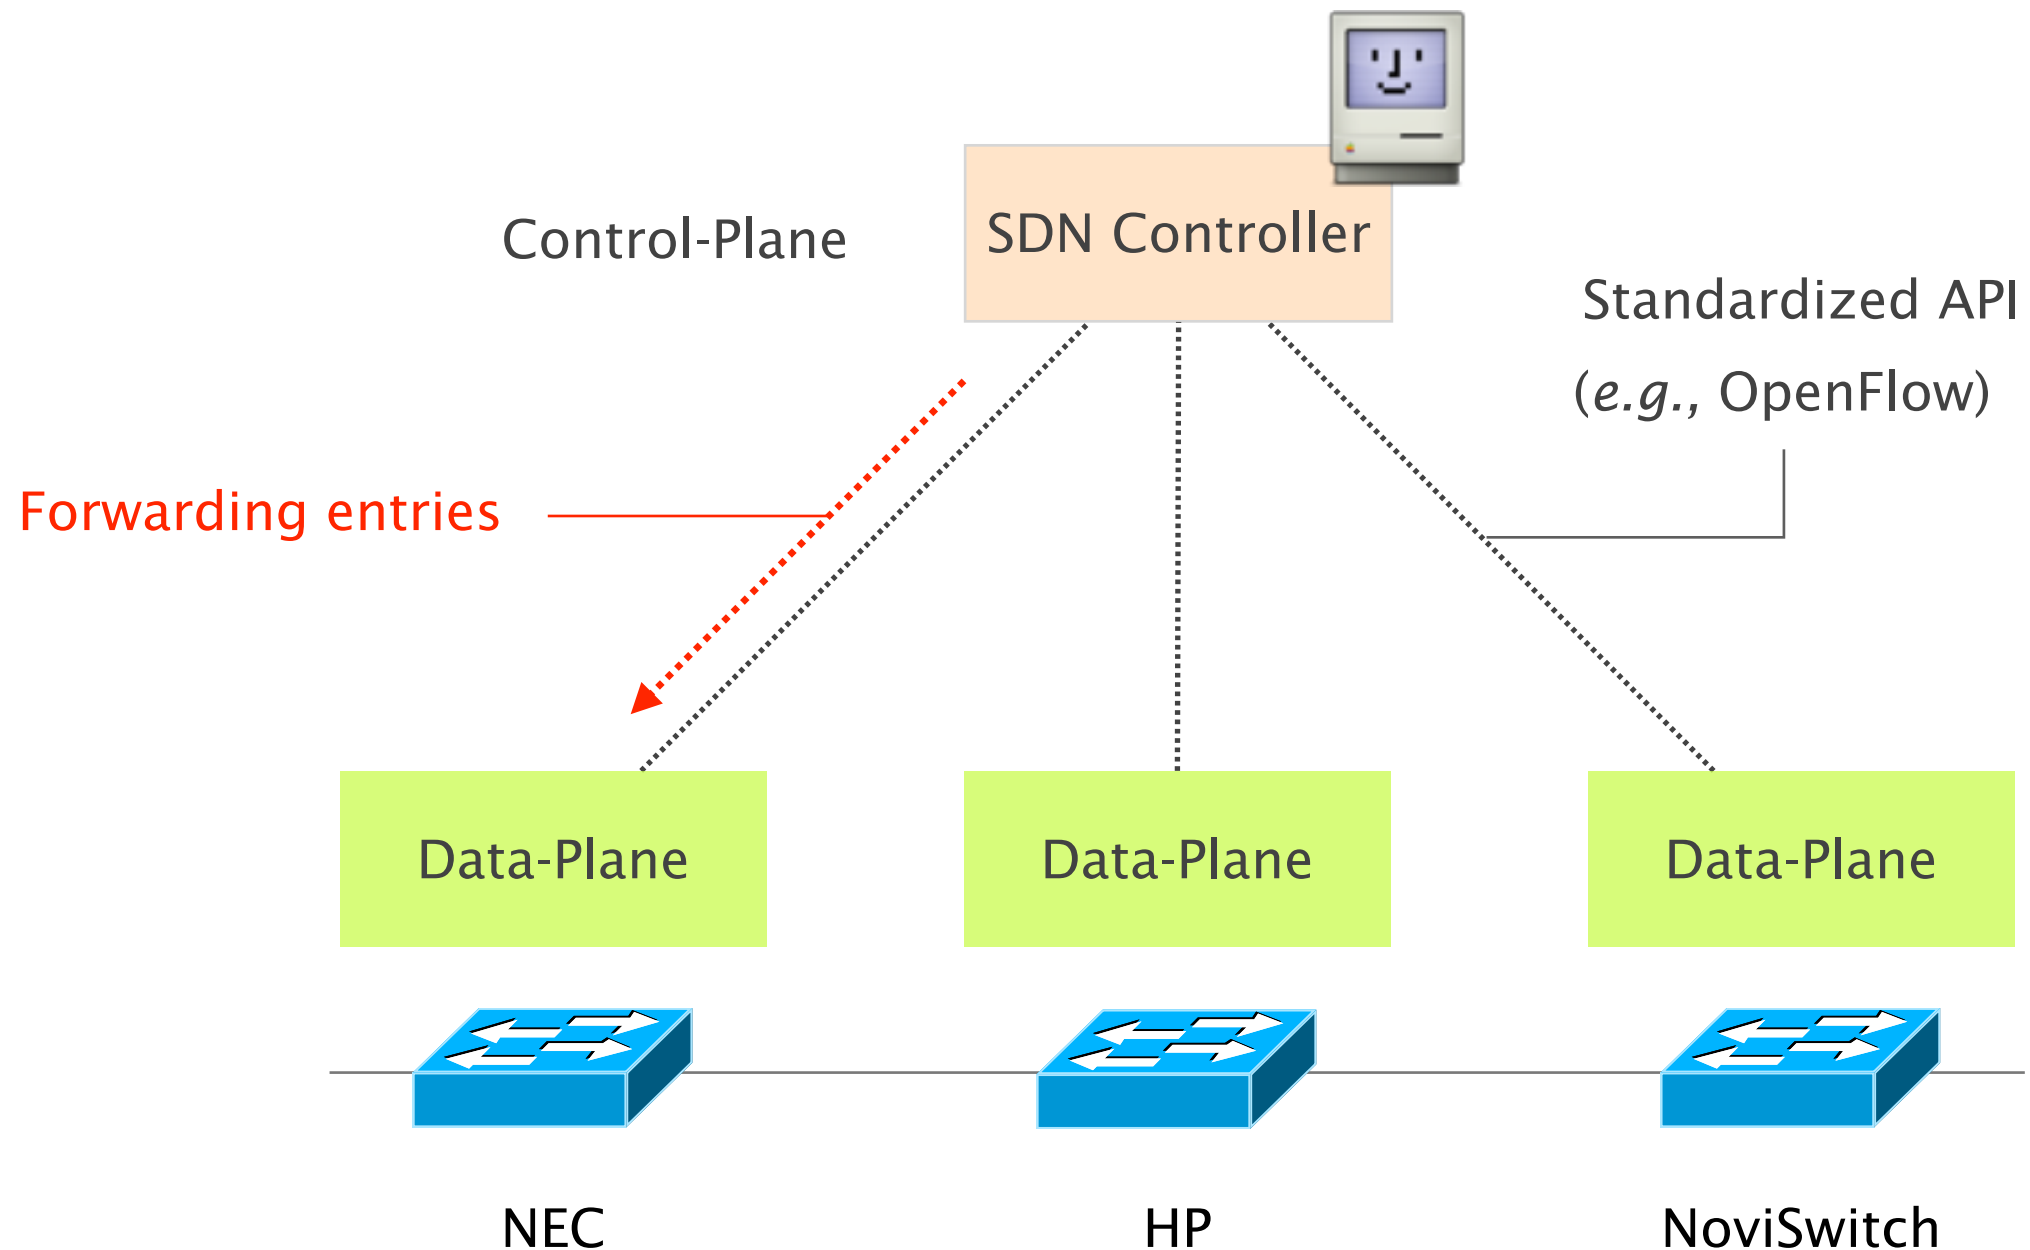 Control-Plane
SDN Controller
Standardized API
(e.g., OpenFlow)
Forwarding entries
Data-Plane
Data-Plane
Data-Plane
NEC
HP
NoviSwitch